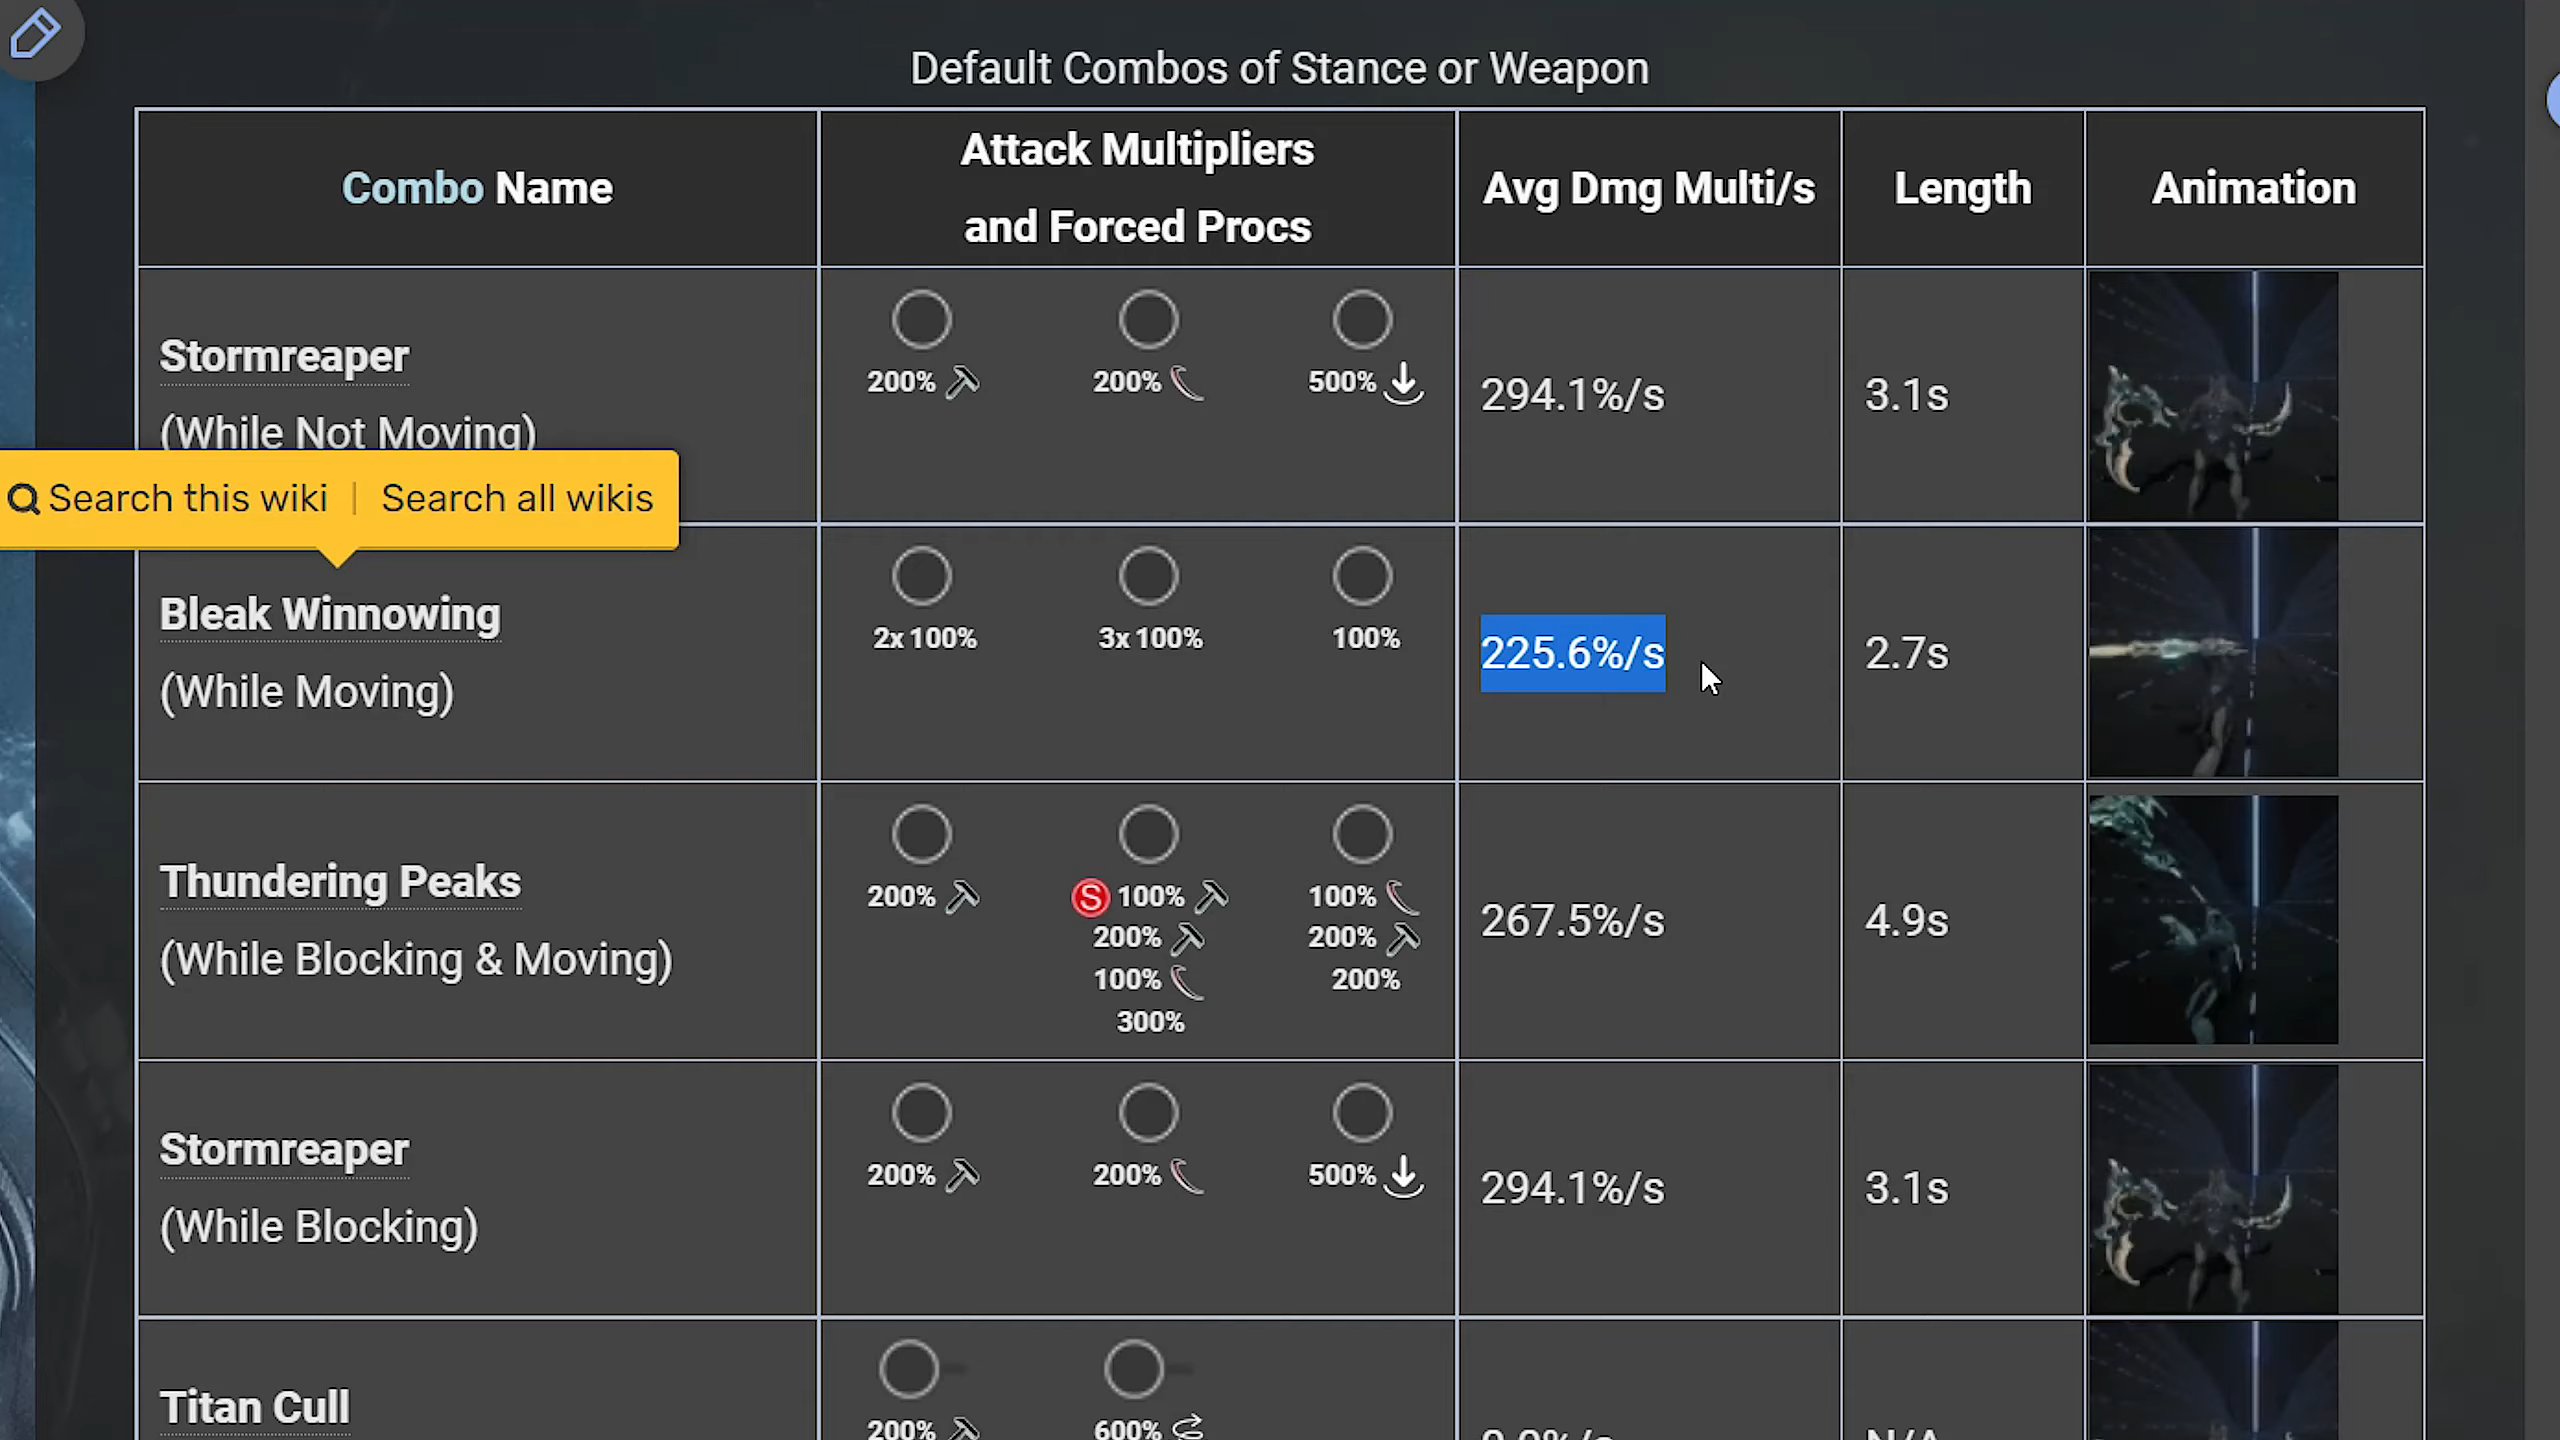 Default Combos of Stance or Weapon
Combo Name
Attack Multipliers
and Forced Procs
Avg Dmg Multi/s
Length
Animation
Stormreaper
(While Not Moving)
200%
200%
500%
294.1%/s
3.1s
Search this wiki | Search all wikis
Bleak Winnowing
(While Moving)
2x 100%
3x 100%
100%
225.6%/s
2.7s
Thundering Peaks
(While Blocking & Moving)
200%
S 100%
200%
100%
300%
100%
200%
200%
267.5%/s
4.9s
Stormreaper
(While Blocking)
200%
200%
500%
294.1%/s
3.1s
Titan Cull
200%
600%
N/A